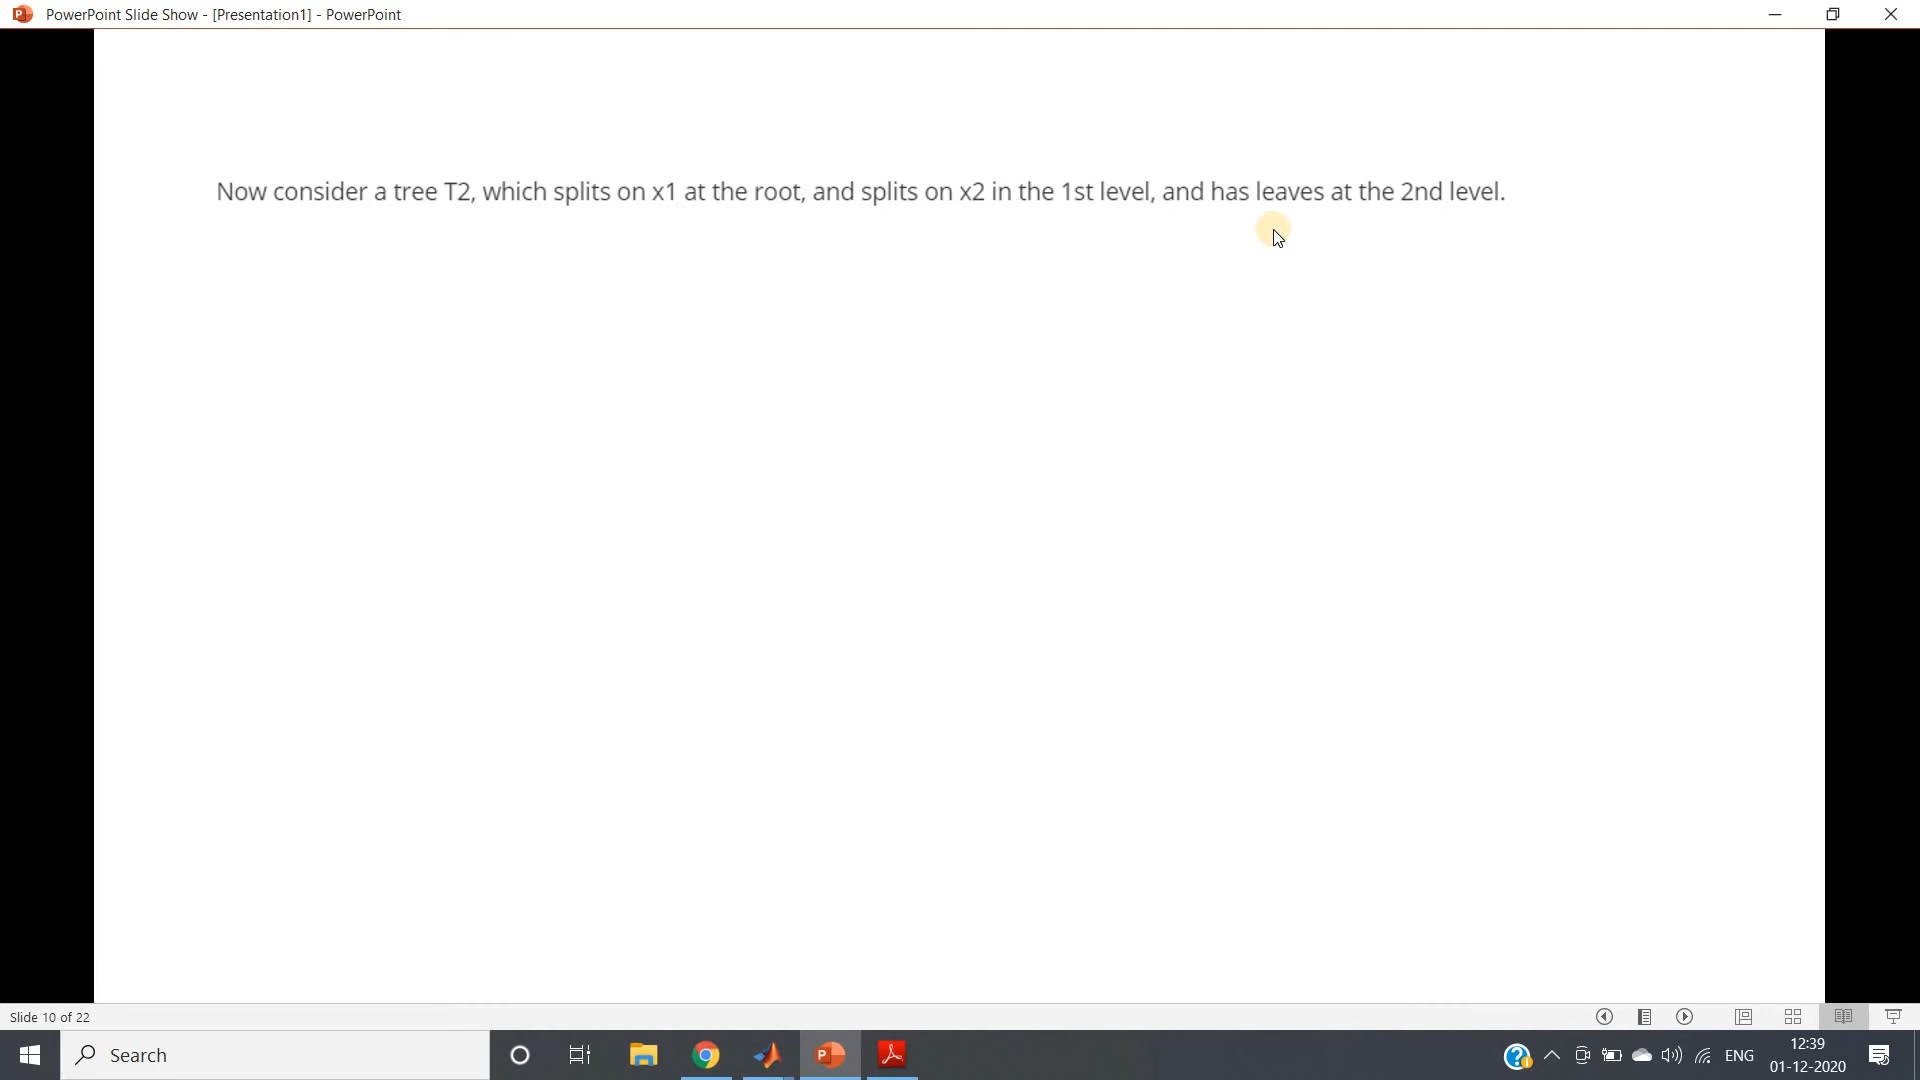 PowerPoint Slide Show - [Presentation1] - PowerPoint
Now consider a tree T2, which splits on x1 at the root, and splits on x2 in the 1st level, and has leaves at the 2nd level.
Slide 10 of 22
Search
ENG
12:39
01-12-2020